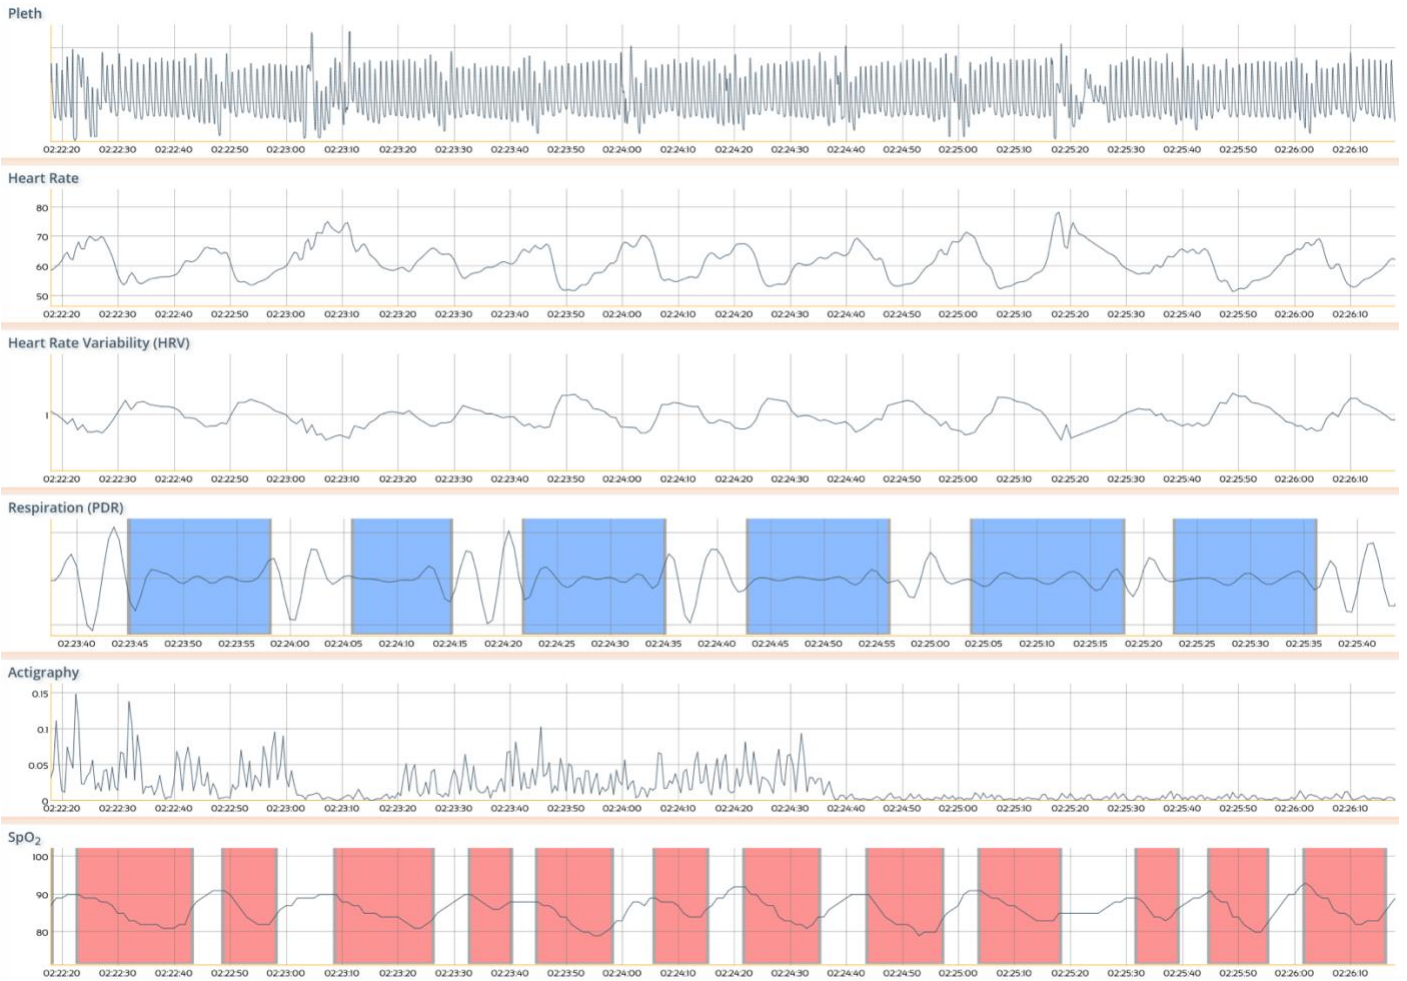 Pleth
02:22:20 02:22:30 02:22:40 02:22:50 02:23:00 02:23:10 02:23:20 02:23:30 02:23:40 02:23:50 02:24:00 02:24:10 02:24:20 02:24:30 02:24:40 02:24:50 02:25:00 02:25:10 02:25:20 02:25:30 02:25:40 02:25:50 02:26:00 02:26:10
Heart Rate
80
70
60
50
02:22:20 02:22:30 02:22:40 02:22:50 02:23:00 02:23:10 02:23:20 02:23:30 02:23:40 02:23:50 02:24:00 02:24:10 02:24:20 02:24:30 02:24:40 02:24:50 02:25:00 02:25:10 02:25:20 02:25:30 02:25:40 02:25:50 02:26:00 02:26:10
Heart Rate Variability (HRV)
1
02:22:20 02:22:30 02:22:40 02:22:50 02:23:00 02:23:10 02:23:20 02:23:30 02:23:40 02:23:50 02:24:00 02:24:10 02:24:20 02:24:30 02:24:40 02:24:50 02:25:00 02:25:10 02:25:20 02:25:30 02:25:40 02:25:50 02:26:00 02:26:10
Respiration (PDR)
02:23:40 02:23:45 02:23:50 02:23:55 02:24:00 02:24:05 02:24:10 02:24:15 02:24:20 02:24:25 02:24:30 02:24:35 02:24:40 02:24:45 02:24:50 02:24:55 02:25:00 02:25:05 02:25:10 02:25:15 02:25:20 02:25:25 02:25:30 02:25:35 02:25:40
Actigraphy
0.15
0.1
0.05
0
02:22:20 02:22:30 02:22:40 02:22:50 02:23:00 02:23:10 02:23:20 02:23:30 02:23:40 02:23:50 02:24:00 02:24:10 02:24:20 02:24:30 02:24:40 02:24:50 02:25:00 02:25:10 02:25:20 02:25:30 02:25:40 02:25:50 02:26:00 02:26:10
SpO2
100
90
80
02:22:20 02:22:30 02:22:40 02:22:50 02:23:00 02:23:10 02:23:20 02:23:30 02:23:40 02:23:50 02:24:00 02:24:10 02:24:20 02:24:30 02:24:40 02:24:50 02:25:00 02:25:10 02:25:20 02:25:30 02:25:40 02:25:50 02:26:00 02:26:10